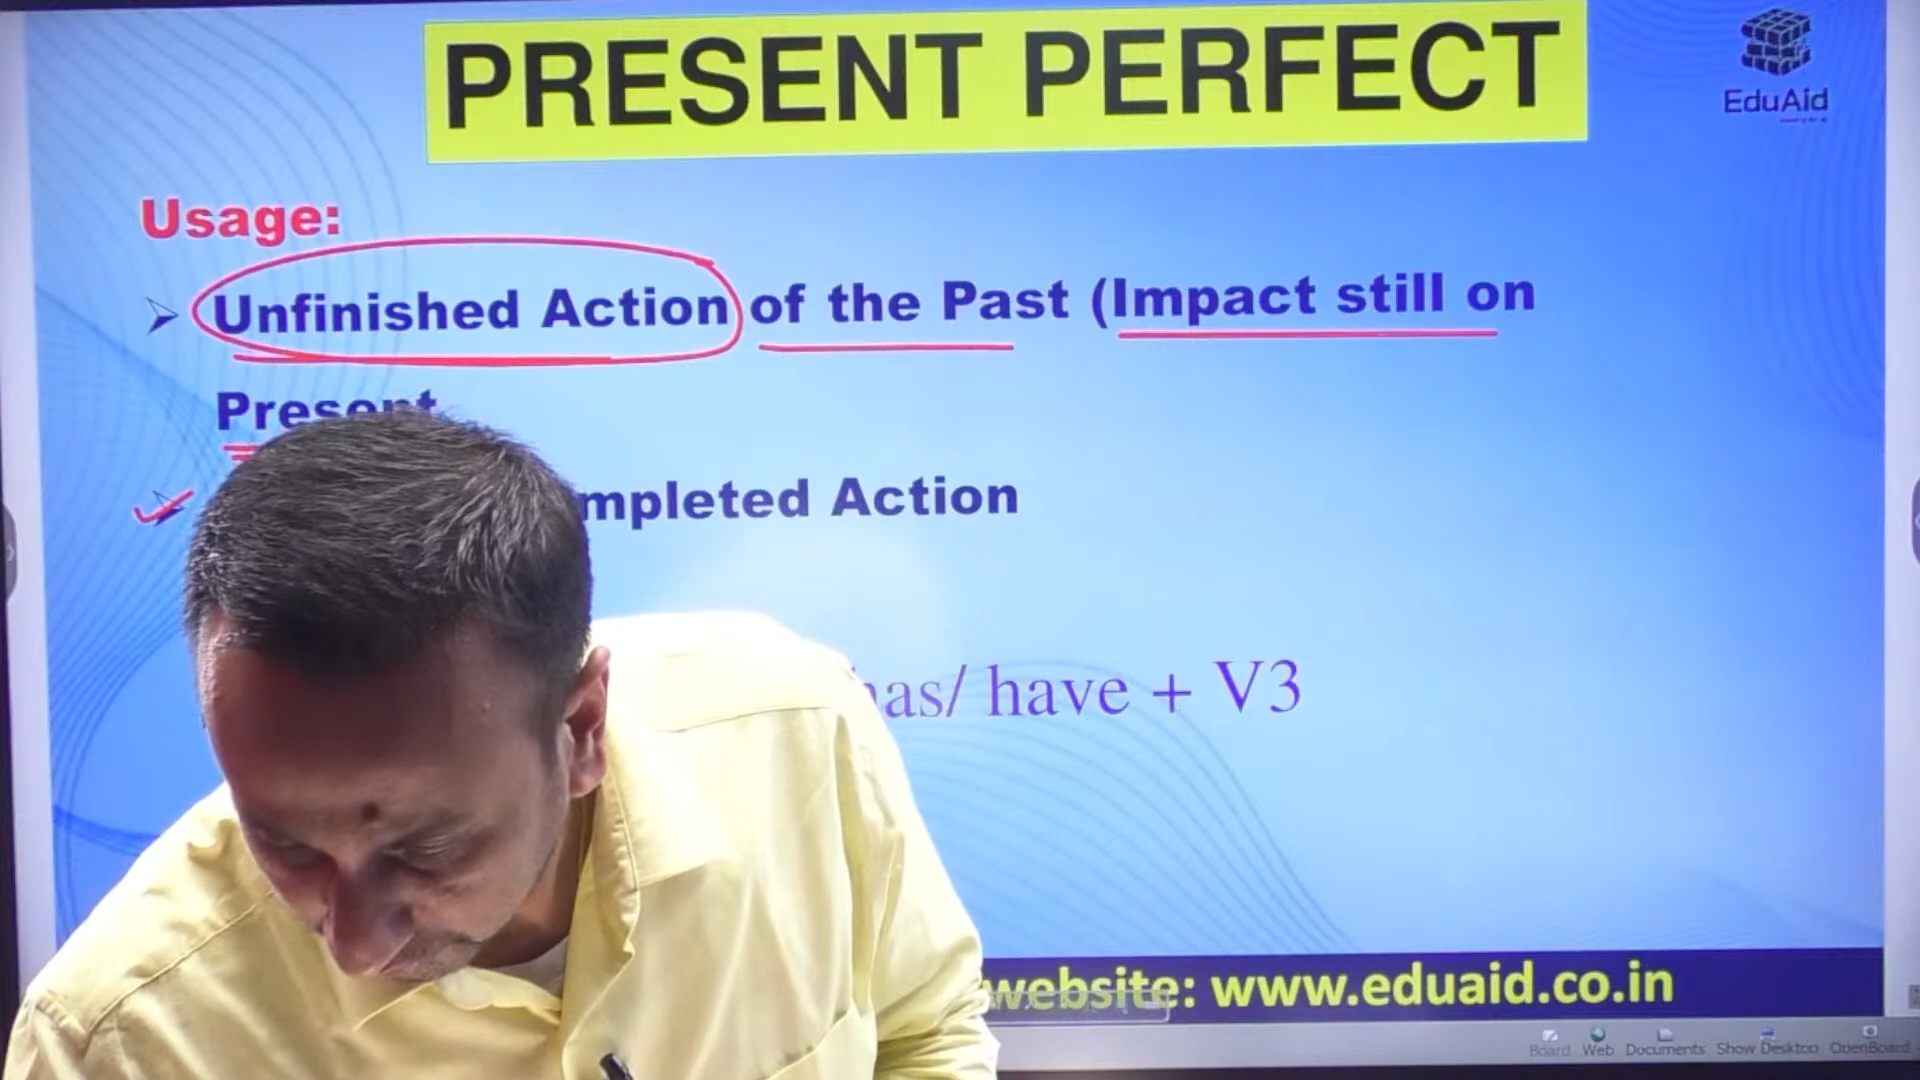 PRESENT PERFECT
EduAid
Usage:
Unfinished Action of the Past (Impact still on
Present
mpleted Action
has/ have + V3
website: www.eduaid.co.in
Board Web Documents Show Desktop OpenBoard